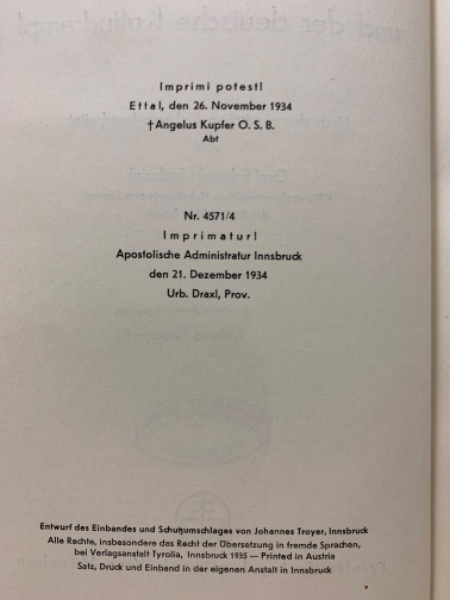 Imprimi potest!
Ettal, den 26. November 1934
†Angelus Kupfer O. S. B.
Abt
Nr. 4571/4
Imprimatur!
Apostolische Administratur Innsbruck
den 21. Dezember 1934
Urb. Draxl, Prov.
Entwurf des Einbandes und Schutzumschlages von Johannes Troyer, Innsbruck
Alle Rechte, insbesondere das Recht der Übersetzung in fremde Sprachen,
bei Verlagsanstalt Tyrolia, Innsbruck 1935 — Printed in Austria
Satz, Druck und Einband in der eigenen Anstalt in Innsbruck